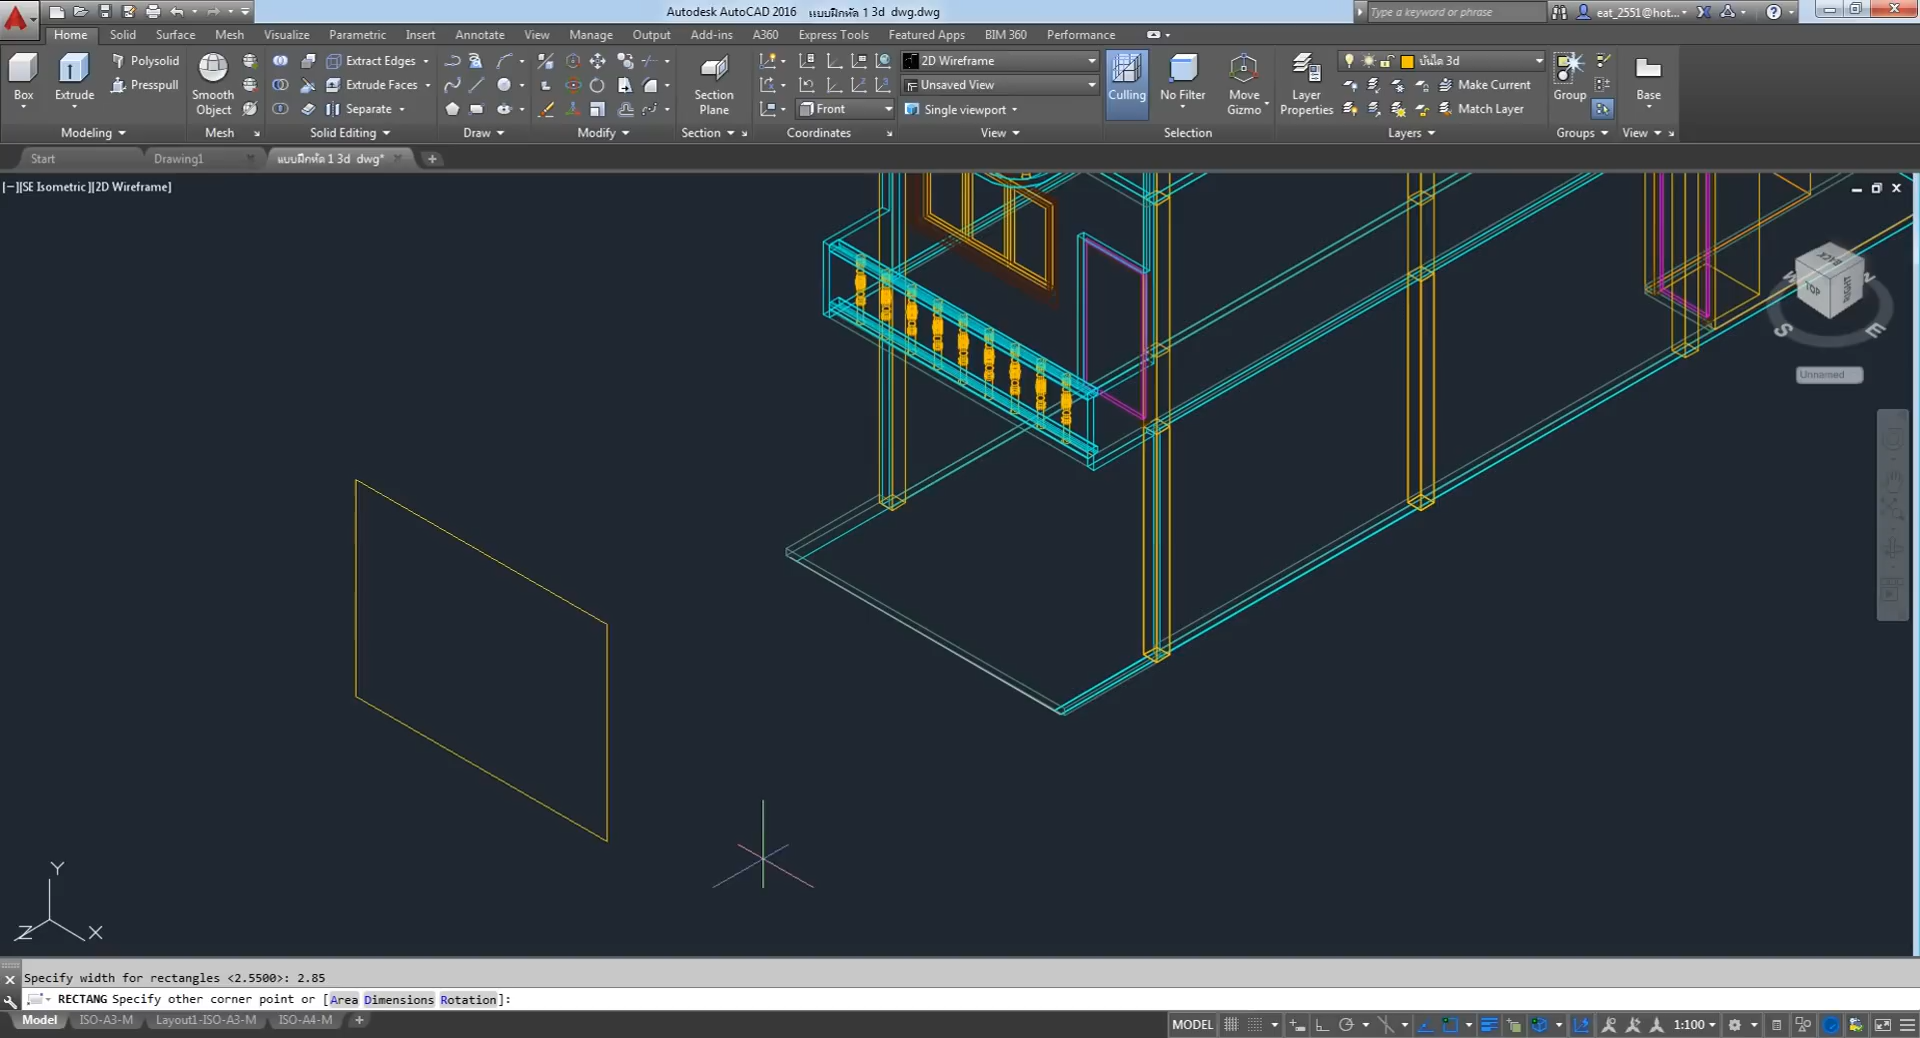 Autodesk AutoCAD 2016 แบบฝึกหัด 1 3d dwg.dwg
Type a keyword or phrase
eat_2551@hot...
Home Solid Surface Mesh Visualize Parametric Insert Annotate View Manage Output Add-ins A360 Express Tools Featured Apps BIM 360 Performance
Box
Extrude
Polysolid
Presspull
Smooth
Object
Extract Edges
Extrude Faces
Separate
Section
Plane
Front
2D Wireframe
Unsaved View
Single viewport
Culling
No Filter
Move
Gizmo
Layer
Properties
บันได 3d
Make Current
Match Layer
Group
Base
Modeling Mesh Solid Editing Draw Modify Section Coordinates View Selection Layers Groups View
Start Drawing1 แบบฝึกหัด 1 3d dwg*
[−][SE Isometric][2D Wireframe]
BACK
W
N
TOP
RIGHT
S
E
Unnamed
Y
Z
X
Specify width for rectangles <2.5500>: 2.85
RECTANG Specify other corner point or [Area Dimensions Rotation]:
Model ISO-A3-M Layout1-ISO-A3-M ISO-A4-M
MODEL
1:100